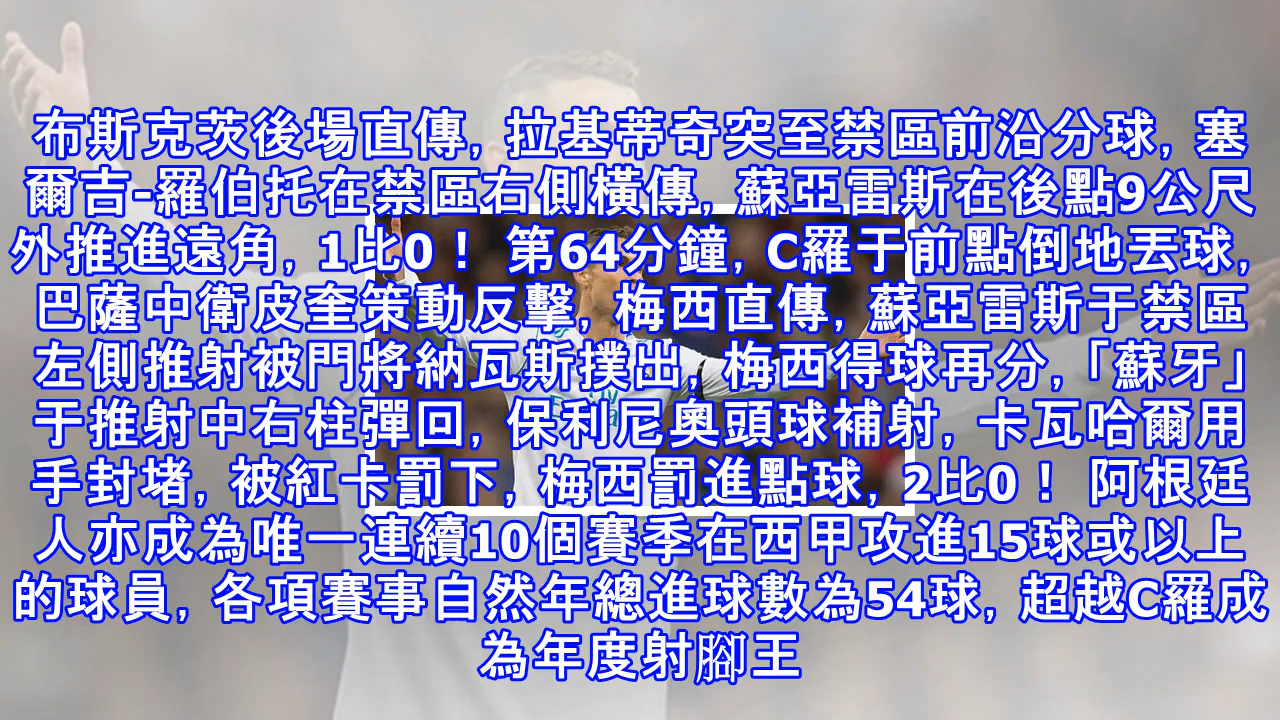 布斯克茨後場直傳, 拉基蒂奇突至禁區前沿分球, 塞
爾吉-羅伯托在禁區右側橫傳, 蘇亞雷斯在後點9公尺
外推進遠角, 1比0！ 第64分鐘, C羅于前點倒地丟球,
巴薩中衛皮奎策動反擊, 梅西直傳, 蘇亞雷斯于禁區
左側推射被門將納瓦斯撲出, 梅西得球再分,「蘇牙」
于推射中右柱彈回, 保利尼奧頭球補射, 卡瓦哈爾用
手封堵, 被紅卡罰下, 梅西罰進點球, 2比0！ 阿根廷
人亦成為唯一連續10個賽季在西甲攻進15球或以上
的球員, 各項賽事自然年總進球數為54球, 超越C羅成
為年度射腳王